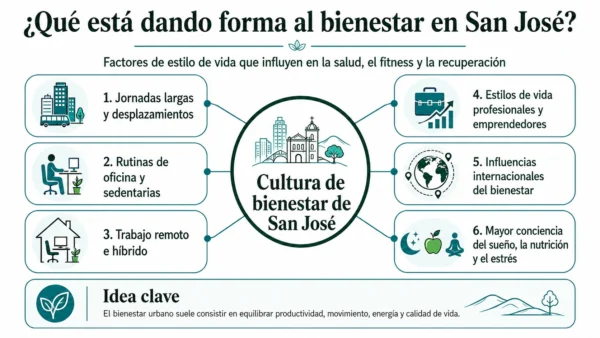 ¿Qué está dando forma al bienestar en San José?
Factores de estilo de vida que influyen en la salud, el fitness y la recuperación
1. Jornadas largas
y desplazamientos
2. Rutinas de
oficina y
sedentarias
3. Trabajo remoto
e híbrido
Cultura de
bienestar de
San José
4. Estilos de vida
profesionales y
emprendedores
5. Influencias
internacionales
del bienestar
6. Mayor conciencia
del sueño, la nutrición
y el estrés
Idea clave
El bienestar urbano suele consistir en equilibrar productividad, movimiento, energía y calidad de vida.